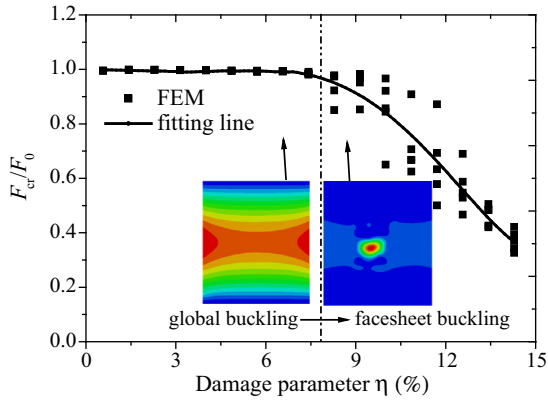 1.2
1.0
0.8
0.6
0.4
0.2
0.0
F_cr/F_0
FEM
fitting line
global buckling
facesheet buckling
0
3
6
9
12
15
Damage parameter η (%)